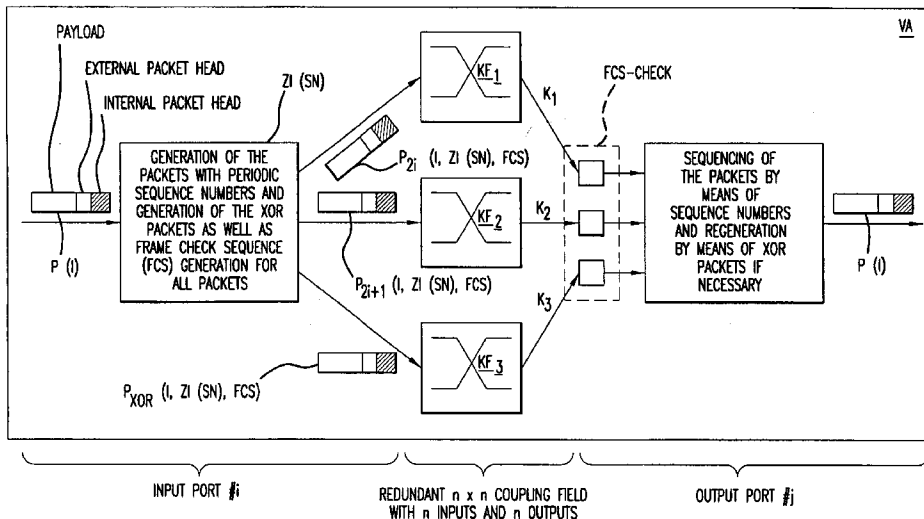 VA
PAYLOAD
EXTERNAL PACKET HEAD
INTERNAL PACKET HEAD
ZI (SN)
P (I)
GENERATION OF THE
PACKETS WITH PERIODIC
SEQUENCE NUMBERS AND
GENERATION OF THE XOR
PACKETS AS WELL AS
FRAME CHECK SEQUENCE
(FCS) GENERATION FOR
ALL PACKETS
P2i (I, ZI (SN), FCS)
P2i+1 (I, ZI (SN), FCS)
PXOR (I, ZI (SN), FCS)
KF1
KF2
KF3
K1
K2
K3
FCS-CHECK
SEQUENCING OF
THE PACKETS BY
MEANS OF
SEQUENCE NUMBERS
AND REGENERATION
BY MEANS OF XOR
PACKETS IF
NECESSARY
P (I)
INPUT PORT #i
REDUNDANT n x n COUPLING FIELD
WITH n INPUTS AND n OUTPUTS
OUTPUT PORT #j